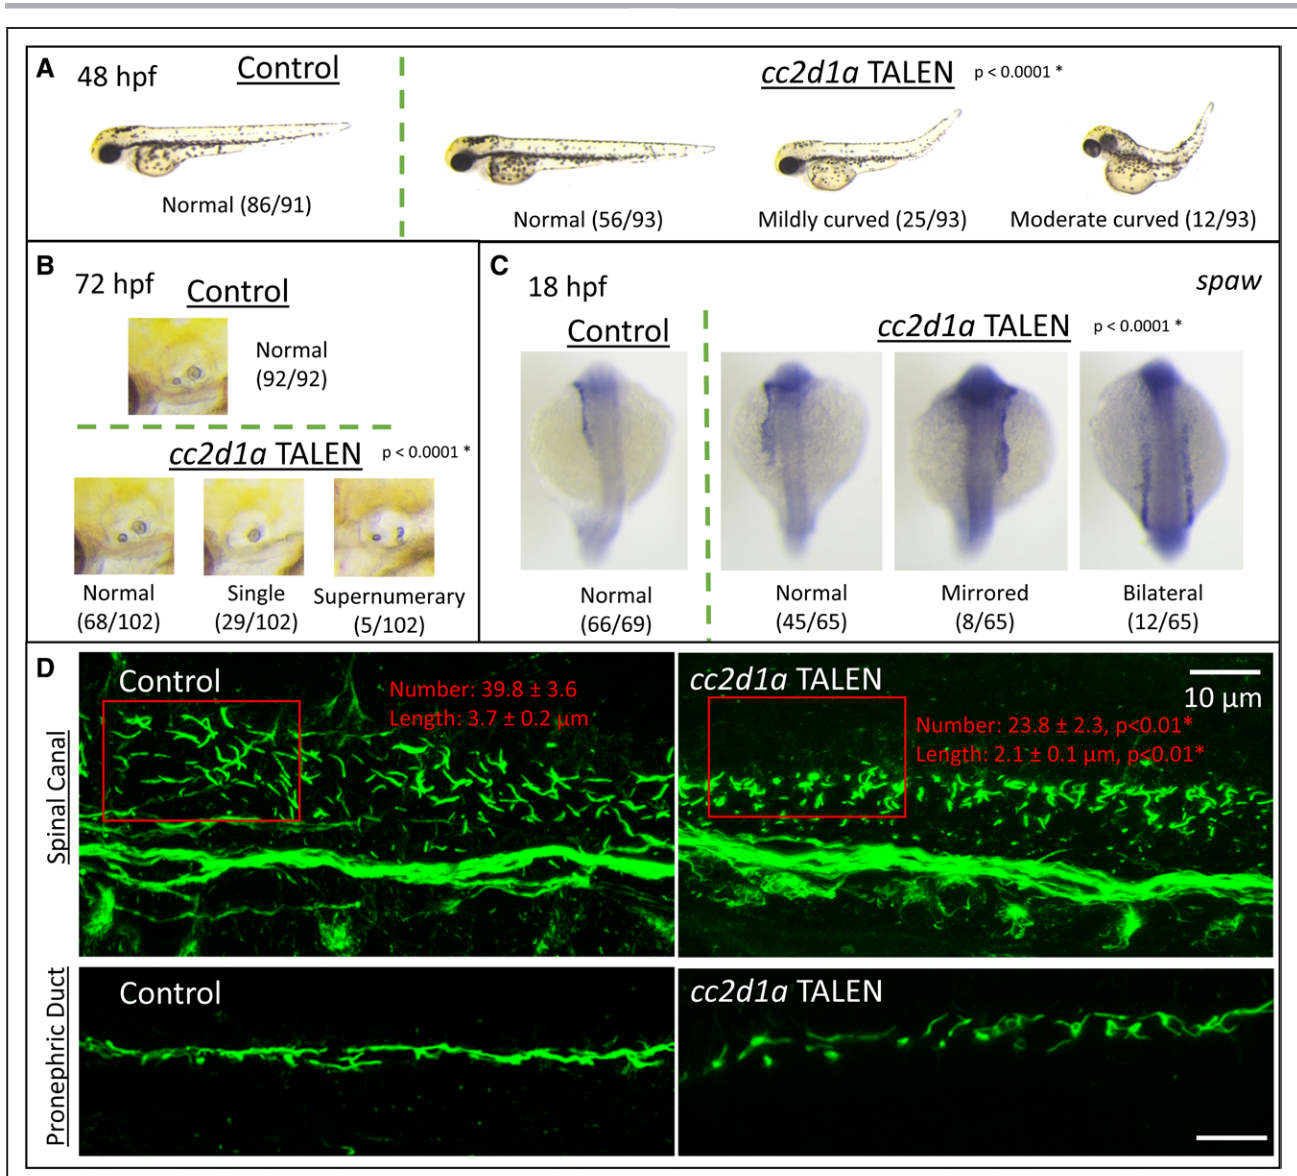 A
48 hpf
Control
cc2d1a TALEN
p < 0.0001 *
Normal (86/91)
Normal (56/93)
Mildly curved (25/93)
Moderate curved (12/93)
B
72 hpf
Control
Normal
(92/92)
cc2d1a TALEN
p < 0.0001 *
Normal
(68/102)
Single
(29/102)
Supernumerary
(5/102)
C
18 hpf
spaw
Control
cc2d1a TALEN
p < 0.0001 *
Normal
(66/69)
Normal
(45/65)
Mirrored
(8/65)
Bilateral
(12/65)
D
Spinal Canal
Control
Number: 39.8 ± 3.6
Length: 3.7 ± 0.2 µm
cc2d1a TALEN
10 µm
Number: 23.8 ± 2.3, p<0.01*
Length: 2.1 ± 0.1 µm, p<0.01*
Pronephric Duct
Control
cc2d1a TALEN